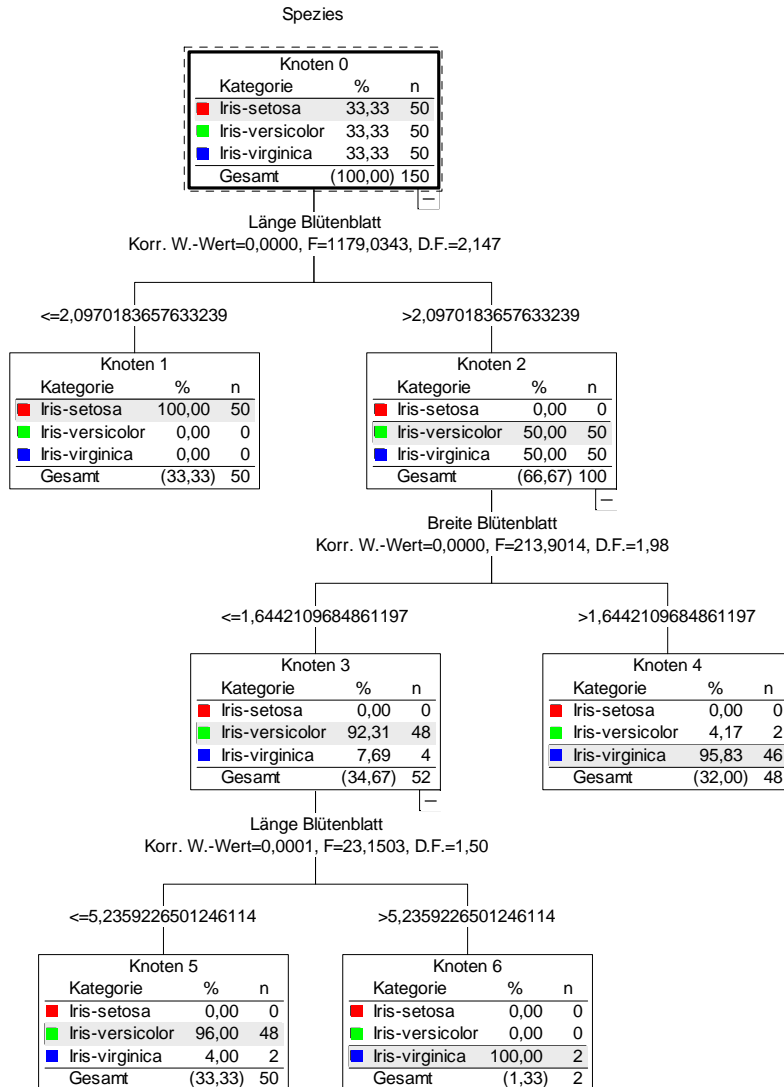 Spezies
Knoten 0
Kategorie % n
Iris-setosa 33,33 50
Iris-versicolor 33,33 50
Iris-virginica 33,33 50
Gesamt (100,00) 150
Länge Blütenblatt
Korr. W.-Wert=0,0000, F=1179,0343, D.F.=2,147
<=2,0970183657633239 >2,0970183657633239
Knoten 1
Kategorie % n
Iris-setosa 100,00 50
Iris-versicolor 0,00 0
Iris-virginica 0,00 0
Gesamt (33,33) 50
Knoten 2
Kategorie % n
Iris-setosa 0,00 0
Iris-versicolor 50,00 50
Iris-virginica 50,00 50
Gesamt (66,67) 100
Breite Blütenblatt
Korr. W.-Wert=0,0000, F=213,9014, D.F.=1,98
<=1,6442109684861197 >1,6442109684861197
Knoten 3
Kategorie % n
Iris-setosa 0,00 0
Iris-versicolor 92,31 48
Iris-virginica 7,69 4
Gesamt (34,67) 52
Knoten 4
Kategorie % n
Iris-setosa 0,00 0
Iris-versicolor 4,17 2
Iris-virginica 95,83 46
Gesamt (32,00) 48
Länge Blütenblatt
Korr. W.-Wert=0,0001, F=23,1503, D.F.=1,50
<=5,2359226501246114 >5,2359226501246114
Knoten 5
Kategorie % n
Iris-setosa 0,00 0
Iris-versicolor 96,00 48
Iris-virginica 4,00 2
Gesamt (33,33) 50
Knoten 6
Kategorie % n
Iris-setosa 0,00 0
Iris-versicolor 0,00 0
Iris-virginica 100,00 2
Gesamt (1,33) 2